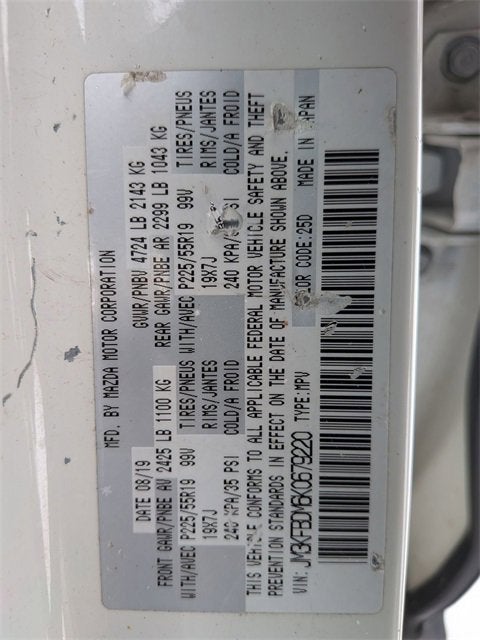 MFD. BY MAZDA MOTOR CORPORATION
DATE 08/19 GVWR/PNBV 4724 LB 2143 KG
FRONT GAWR/PNBE AV 2425 LB 1100 KG REAR GAWR/PNBE AR 2299 LB 1043 KG
WITH/AVEC P225/55R19 99V TIRES/PNEUS WITH/AVEC P225/55R19 99V TIRES/PNEUS
19X7J RIMS/JANTES 19X7J RIMS/JANTES
240 KPA/35 PSI COLD/A FROID 240 KPA/ PSI COLD/A FROID
THIS VEHICLE CONFORMS TO ALL APPLICABLE FEDERAL MOTOR VEHICLE SAFETY AND THEFT
PREVENTION STANDARDS IN EFFECT ON THE DATE OF MANUFACTURE SHOWN ABOVE.
VIN: JM3KFBDM6K0679220 TYPE:MPV COLOR CODE:25D MADE IN JAPAN